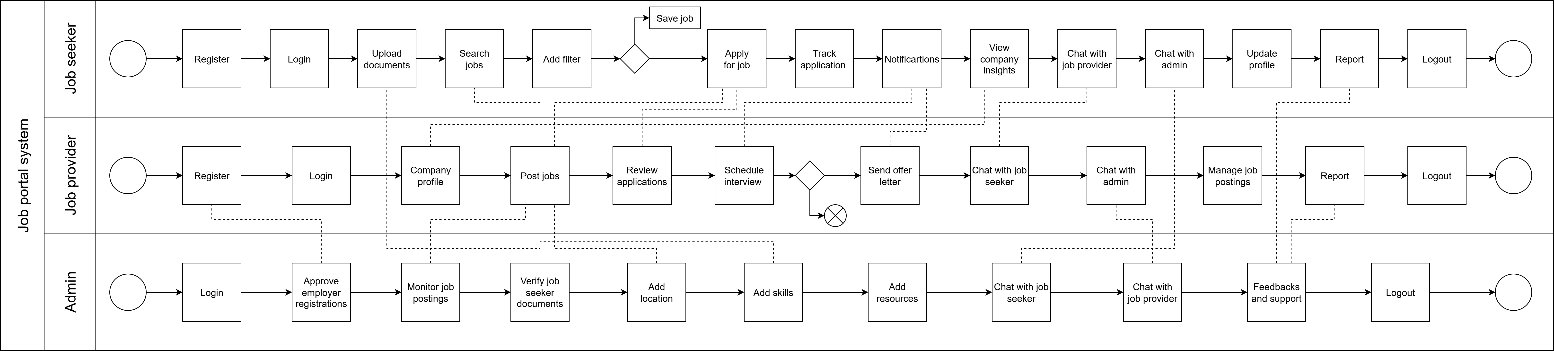 Job portal system
Job seeker
Save job
Register
Login
Upload
documents
Search
jobs
Add filter
Apply
for job
Track
application
Notificartions
View
company
insights
Chat with
job provider
Chat with
admin
Update
profile
Report
Logout
Job provider
Register
Login
Company
profile
Post jobs
Review
applications
Schedule
interview
Send offer
letter
Chat with job
seeker
Chat with
admin
Manage job
postings
Report
Logout
Admin
Login
Approve
employer
registrations
Monitor job
postings
Verify job
seeker
documents
Add
location
Add skills
Add
resources
Chat with job
seeker
Chat with
job provider
Feedbacks
and support
Logout